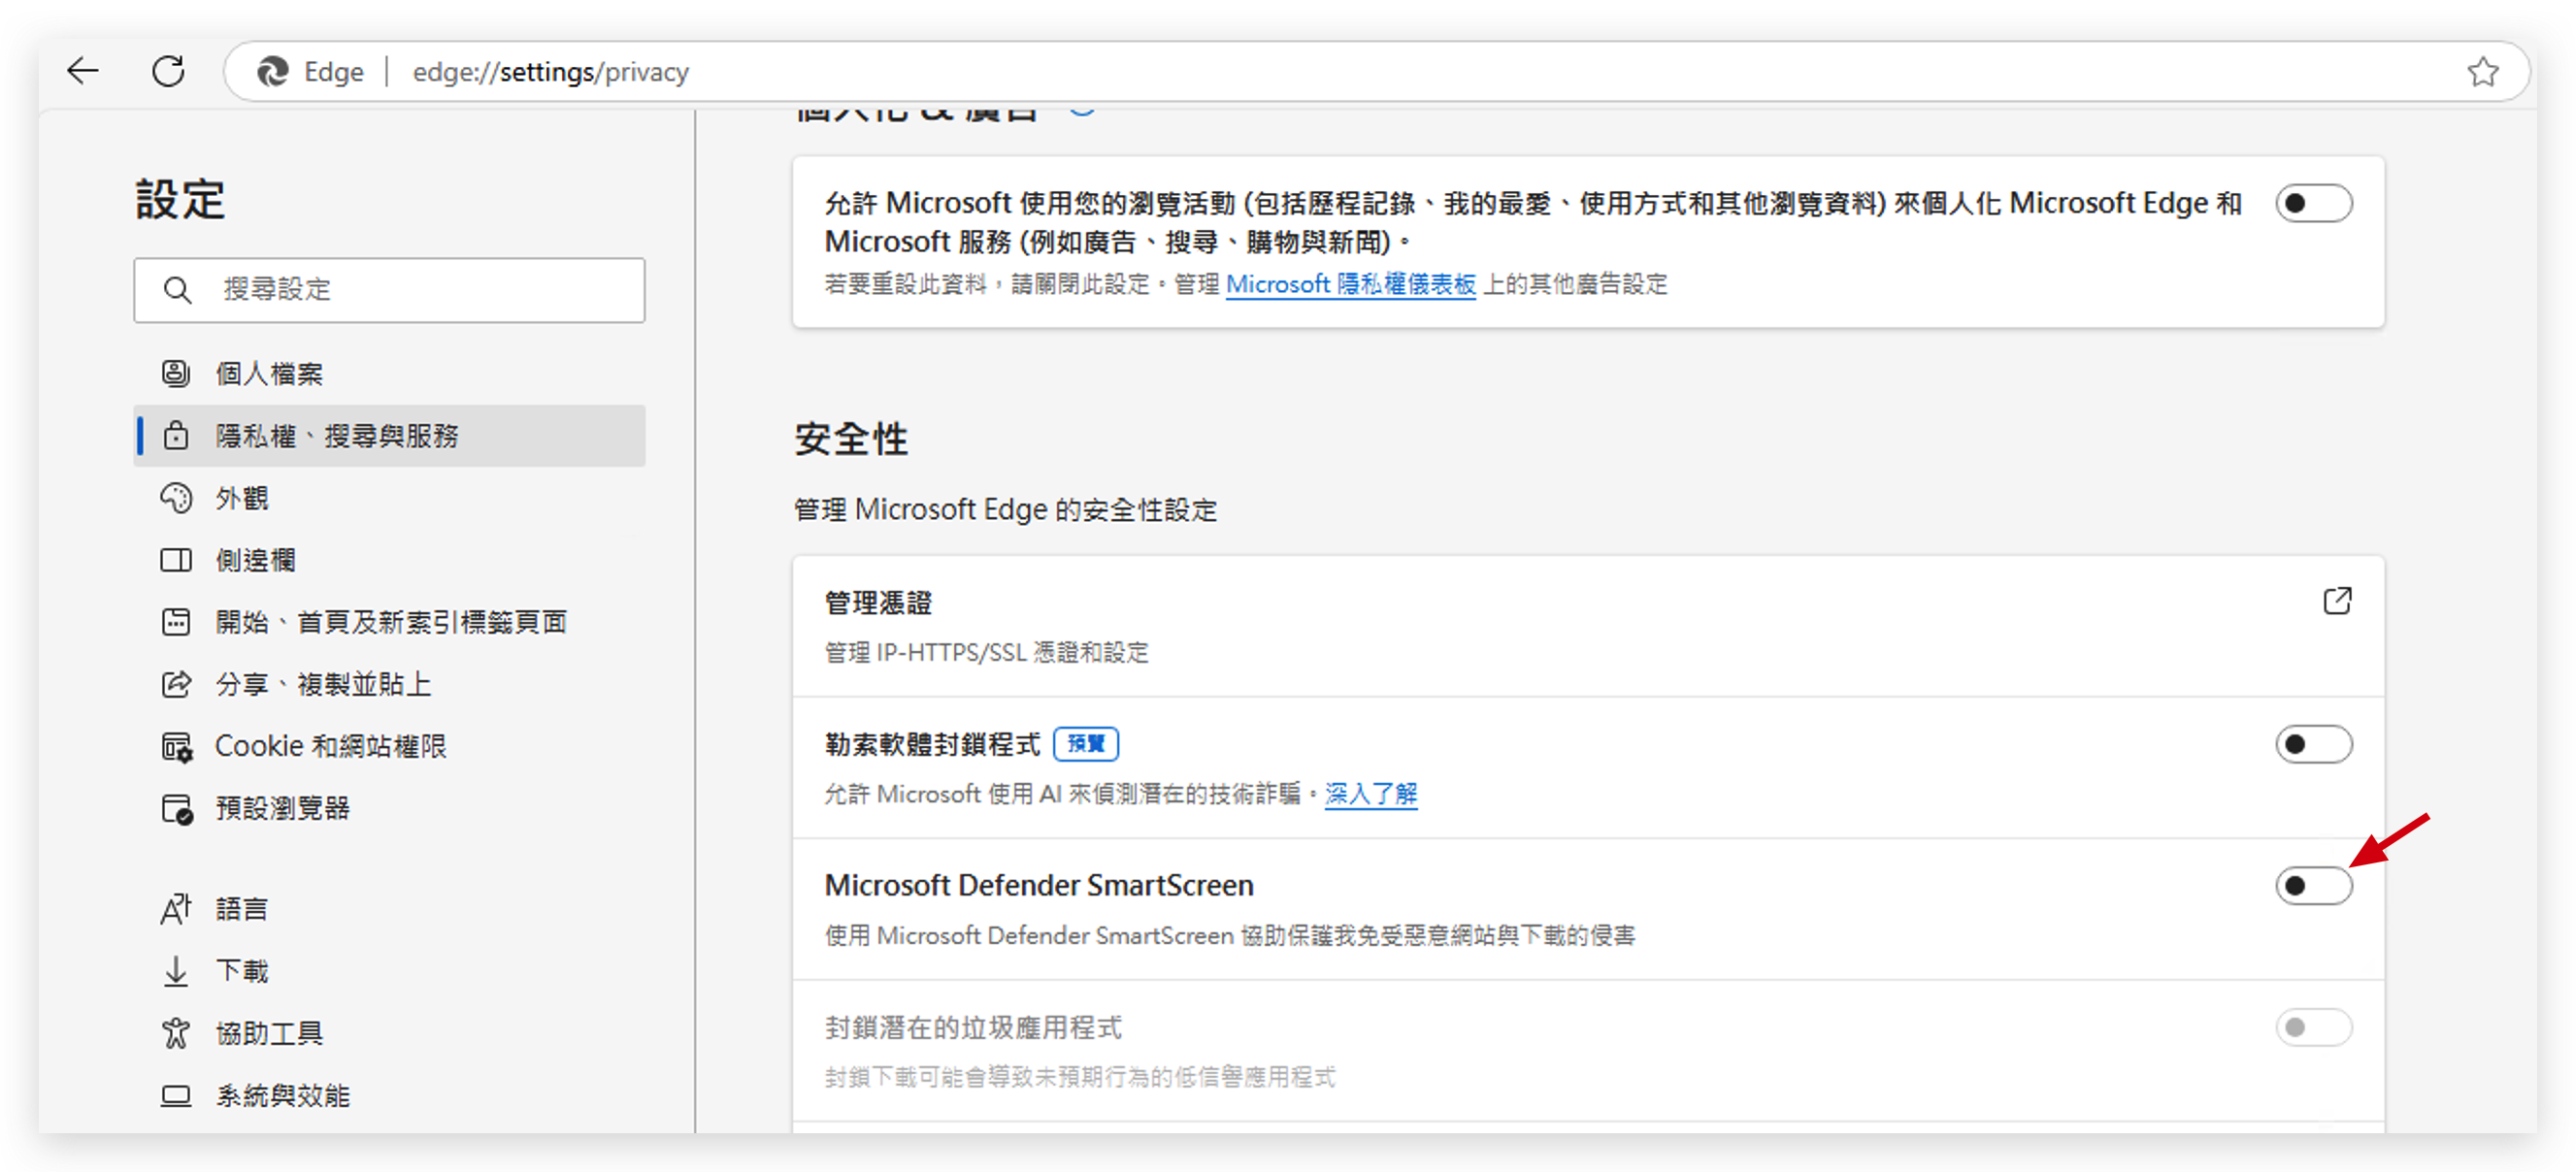 Edge
edge://settings/privacy
個人化 & 廣告
設定
搜尋設定
個人檔案
隱私權、搜尋與服務
外觀
側邊欄
開始、首頁及新索引標籤頁面
分享、複製並貼上
Cookie 和網站權限
預設瀏覽器
語言
下載
協助工具
系統與效能
允許 Microsoft 使用您的瀏覽活動 (包括歷程記錄、我的最愛、使用方式和其他瀏覽資料) 來個人化 Microsoft Edge 和
Microsoft 服務 (例如廣告、搜尋、購物與新聞)。
若要重設此資料，請關閉此設定。管理 Microsoft 隱私權儀表板 上的其他廣告設定
安全性
管理 Microsoft Edge 的安全性設定
管理憑證
管理 IP-HTTPS/SSL 憑證和設定
勒索軟體封鎖程式 預覽
允許 Microsoft 使用 AI 來偵測潛在的技術詐騙。深入了解
Microsoft Defender SmartScreen
使用 Microsoft Defender SmartScreen 協助保護我免受惡意網站與下載的侵害
封鎖潛在的垃圾應用程式
封鎖下載可能會導致未預期行為的低信譽應用程式